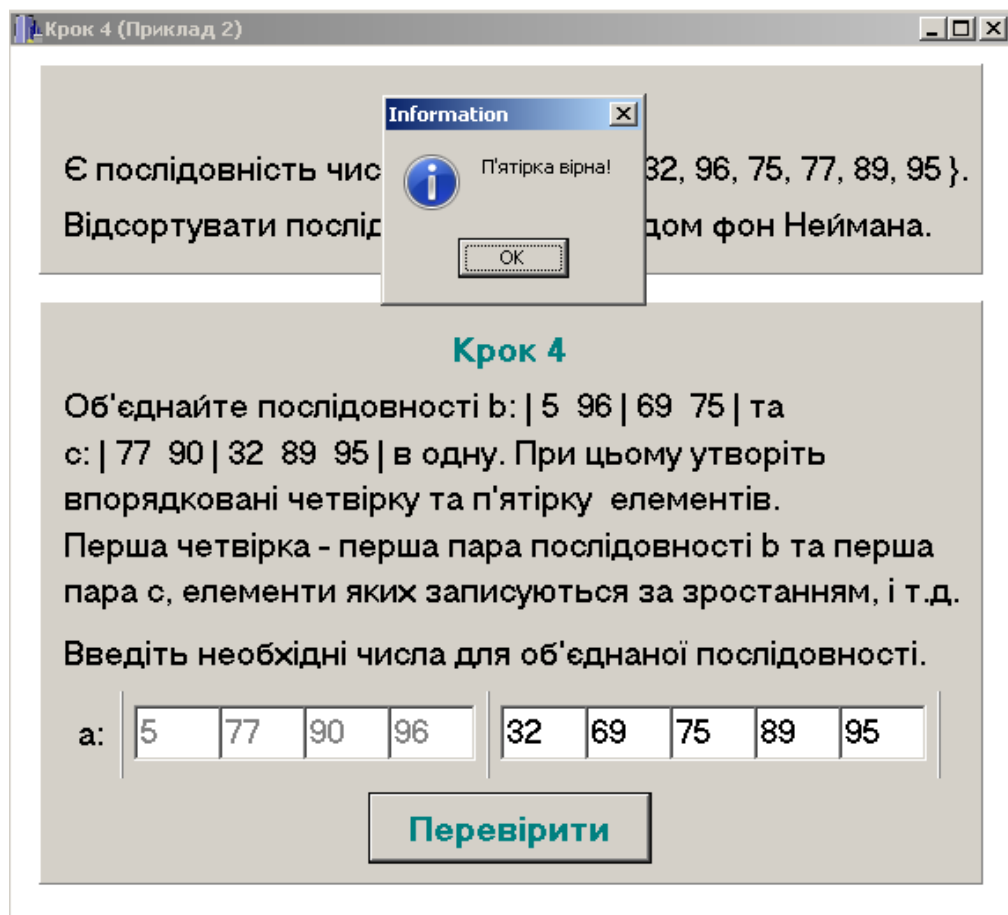 Крок 4 (Приклад 2)
Information
П'ятірка вірна!
OK
Є послідовність чис 32, 96, 75, 77, 89, 95 }.
Відсортувати послід дом фон Неймана.
Крок 4
Об'єднайте послідовності b: | 5 96 | 69 75 | та
c: | 77 90 | 32 89 95 | в одну. При цьому утворіть
впорядковані четвірку та п'ятірку елементів.
Перша четвірка - перша пара послідовності b та перша
пара c, елементи яких записуються за зростанням, і т.д.
Введіть необхідні числа для об'єднаної послідовності.
a: 5 77 90 96 32 69 75 89 95
Перевірити